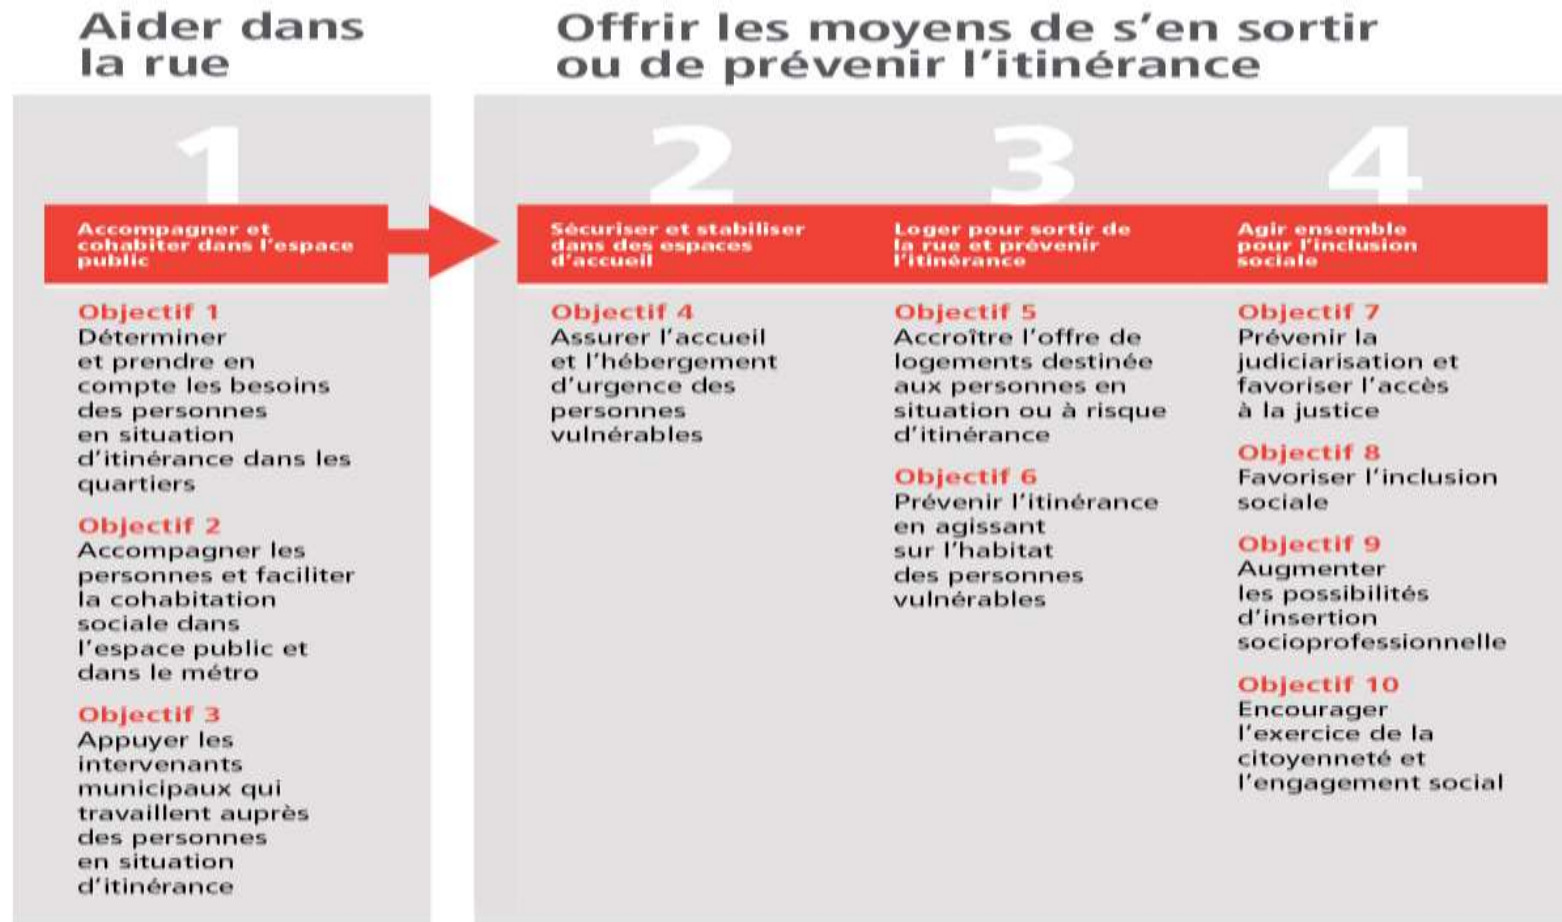 Aider dans
la rue
1
Accompagner et
cohabiter dans l'espace
public
Objectif 1
Déterminer
et prendre en
compte les besoins
des personnes
en situation
d'itinérance dans les
quartiers
Objectif 2
Accompagner les
personnes et faciliter
la cohabitation
sociale dans
l'espace public et
dans le métro
Objectif 3
Appuyer les
intervenants
municipaux qui
travaillent auprès
des personnes
en situation
d'itinérance
Offrir les moyens de s'en sortir
ou de prévenir l'itinérance
2
Sécuriser et stabiliser
dans des espaces
d'accueil
Objectif 4
Assurer l'accueil
et l'hébergement
d'urgence des
personnes
vulnérables
3
Loger pour sortir de
la rue et prévenir
l'itinérance
Objectif 5
Accroître l'offre de
logements destinée
aux personnes en
situation ou à risque
d'itinérance
Objectif 6
Prévenir l'itinérance
en agissant
sur l'habitat
des personnes
vulnérables
4
Agir ensemble
pour l'inclusion
sociale
Objectif 7
Prévenir la
judiciarisation et
favoriser l'accès
à la justice
Objectif 8
Favoriser l'inclusion
sociale
Objectif 9
Augmenter
les possibilités
d'insertion
socioprofessionnelle
Objectif 10
Encourager
l'exercice de la
citoyenneté et
l'engagement social